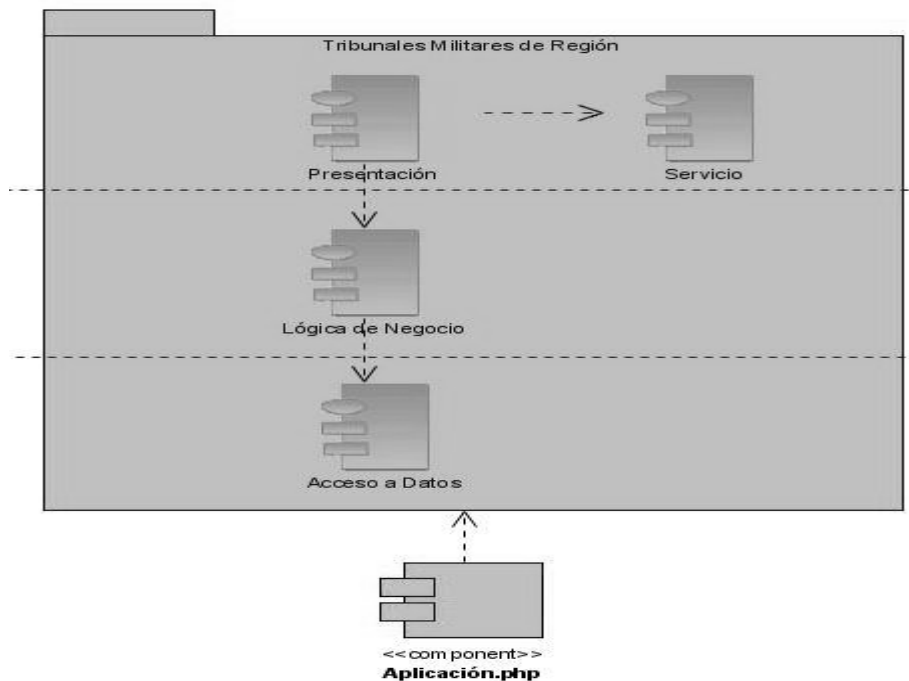 Tribunales Militares de Región
Presentación
Servicio
Lógica de Negocio
Acceso a Datos
<<component>>
Aplicación.php